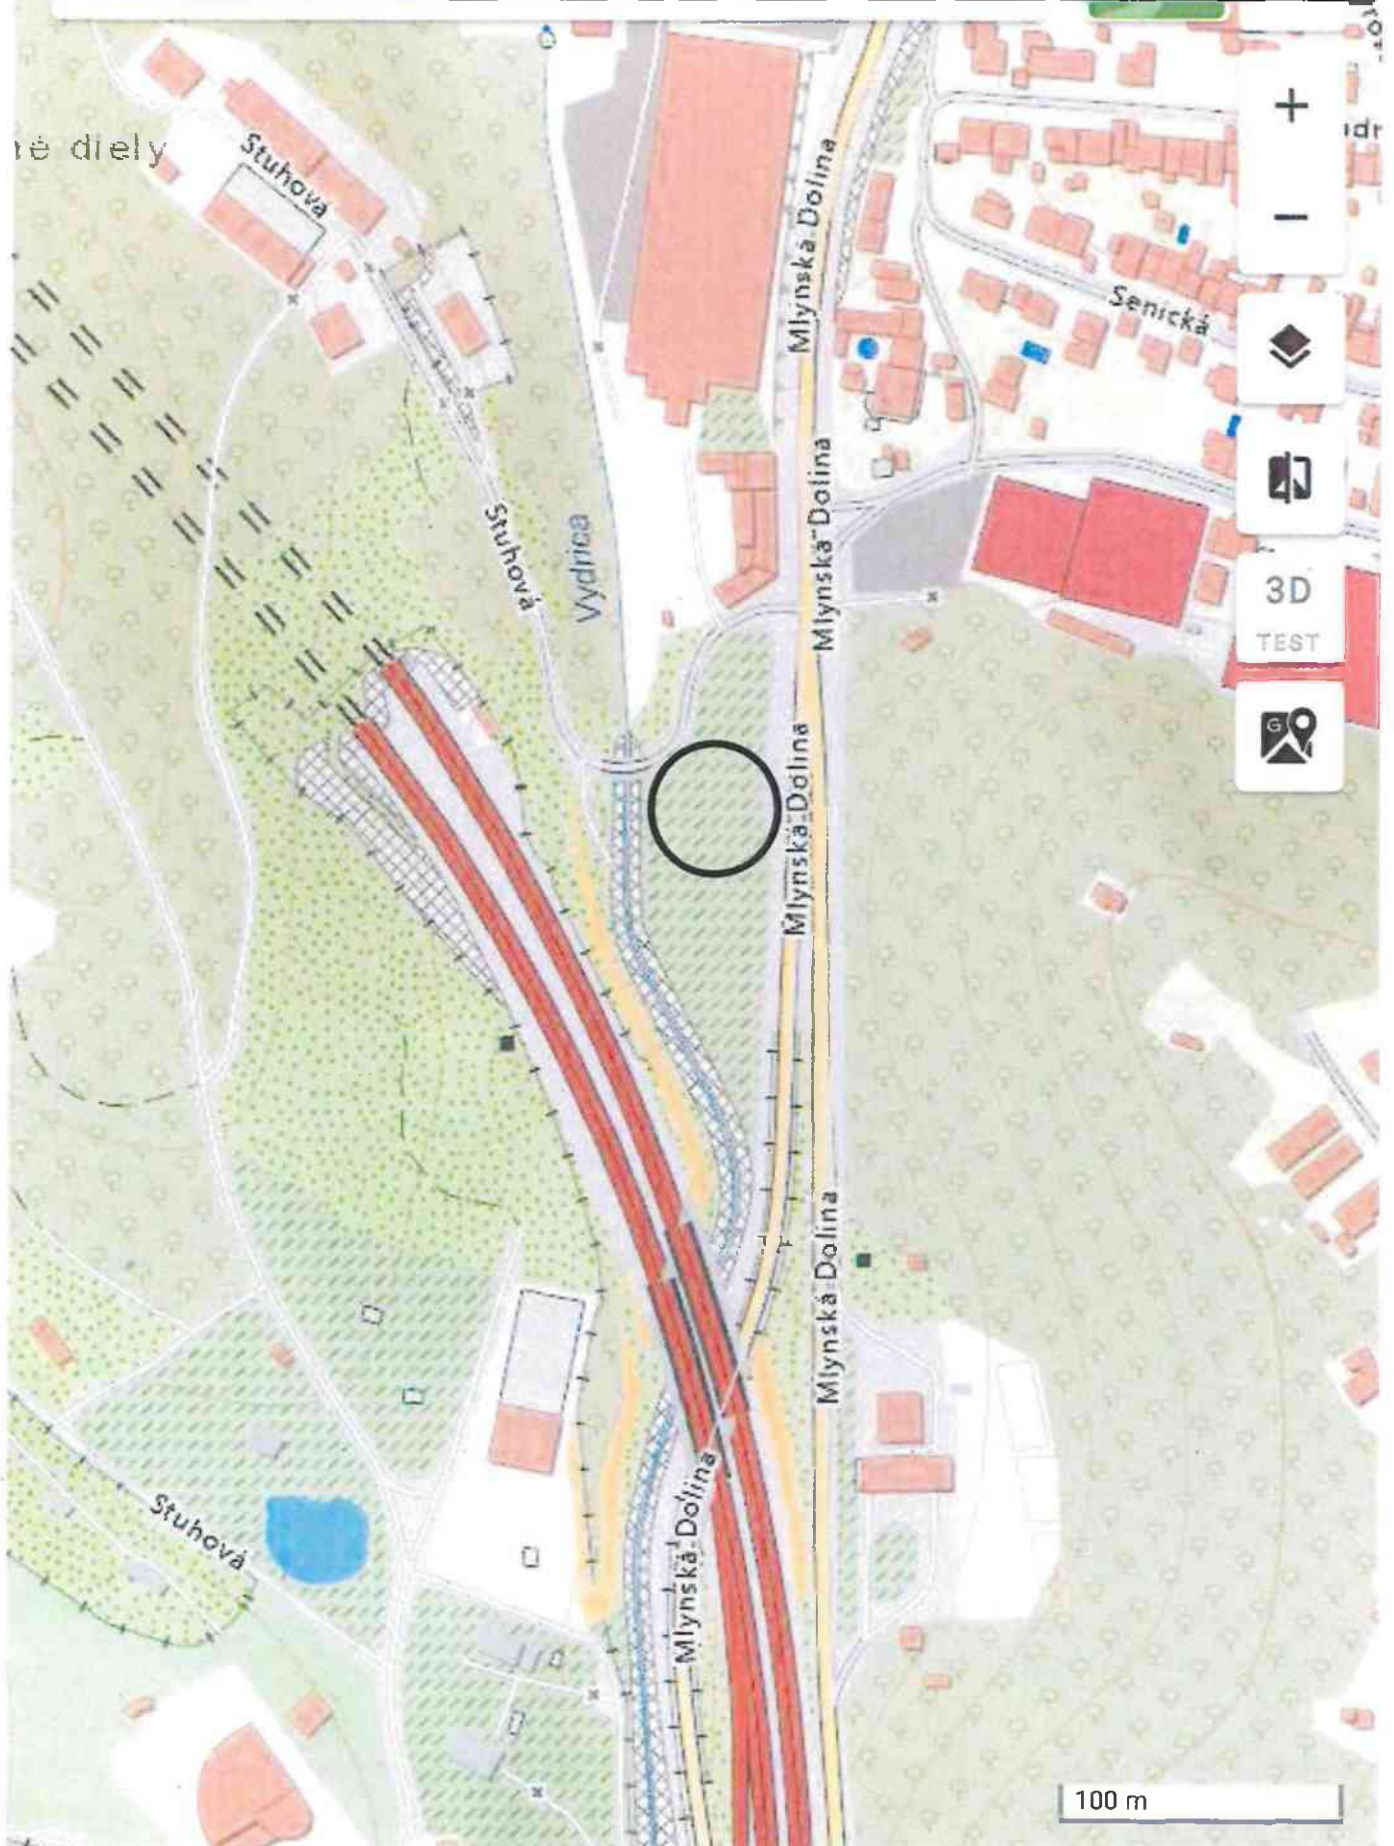 né diely
Stuhová
Mlynská Dolina
Senická
Mlynská Dolina
Stuhová
Vydrica
Mlynská Dolina
3D
TEST
G
Mlynská Dolina
Mlynská Dolina
Stuhová
Mlynská Dolina
100 m